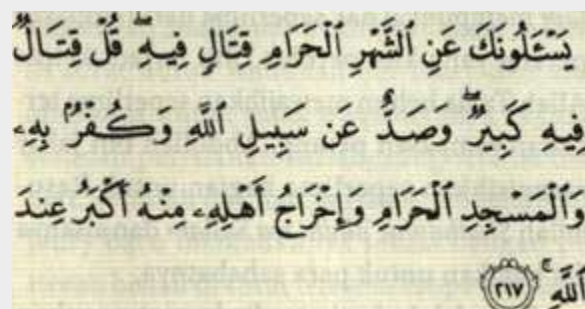 يَسْـَٔلُونَكَ عَنِ ٱلشَّهْرِ ٱلْحَرَامِ قِتَالٍ فِيهِ ۖ قُلْ قِتَالٌ
فِيهِ كَبِيرٌ ۖ وَصَدٌّ عَن سَبِيلِ ٱللَّهِ وَكُفْرٌۢ بِهِۦ
وَٱلْمَسْجِدِ ٱلْحَرَامِ وَإِخْرَاجُ أَهْلِهِۦ مِنْهُ أَكْبَرُ عِندَ
ٱللَّهِ ۚ ٢١٧